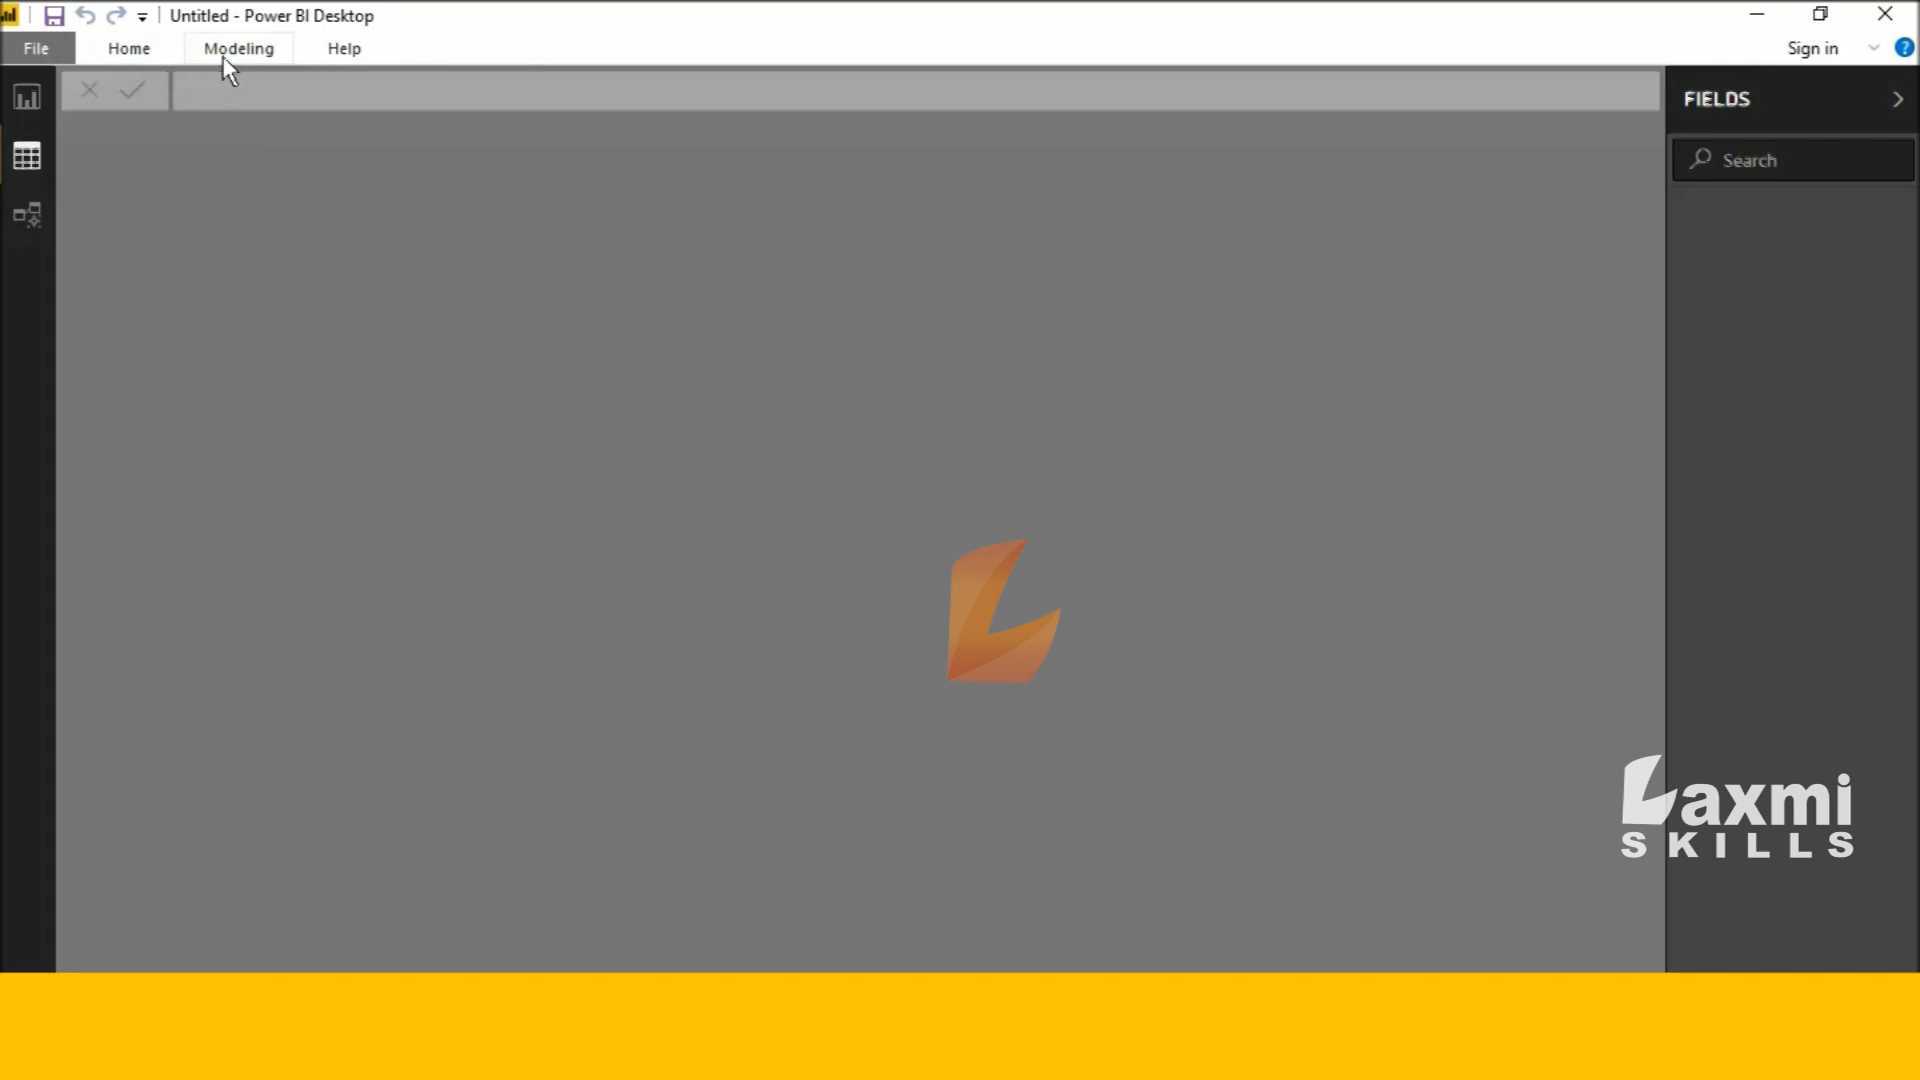 Untitled - Power BI Desktop
File Home Modeling Help Sign in ?
FIELDS
Search
Laxmi
SKILLS